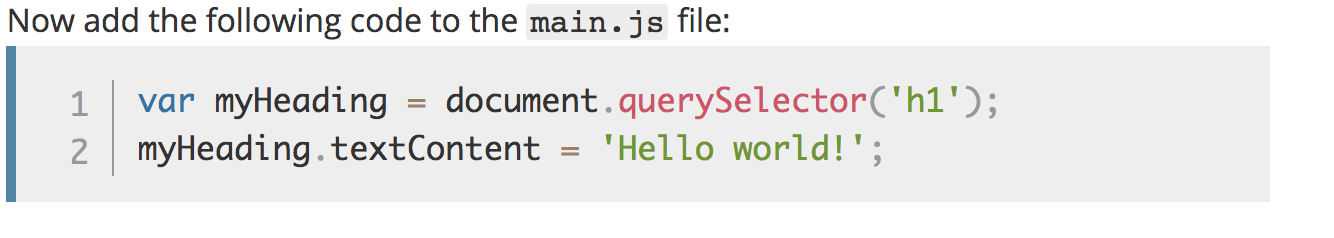 Now add the following code to the main.js file:
1 var myHeading = document.querySelector('h1');
2 myHeading.textContent = 'Hello world!';